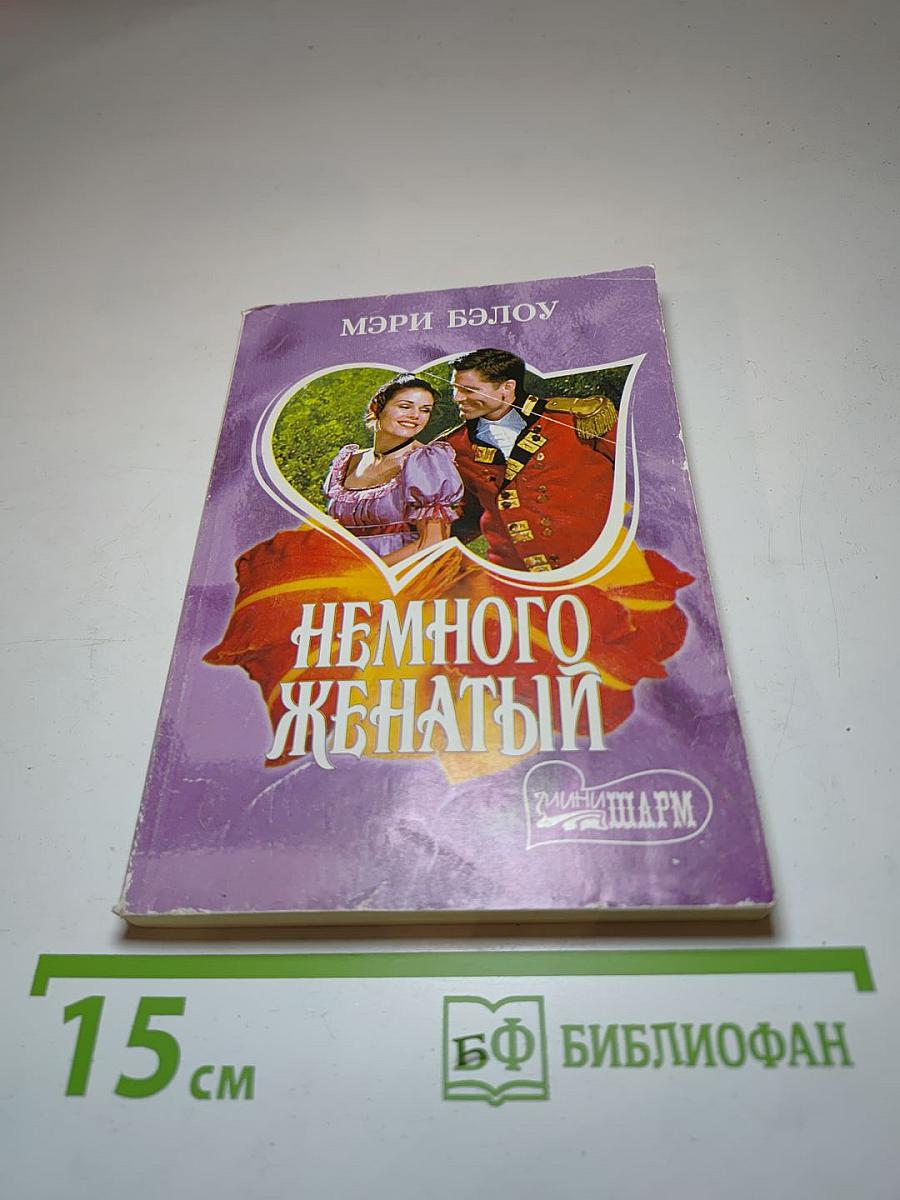 МЭРИ БЭЛОУ
НЕМНОГО
ЖЕНАТЫЙ
МИНИ ШАРМ
15 см
БФ БИБЛИОФАН